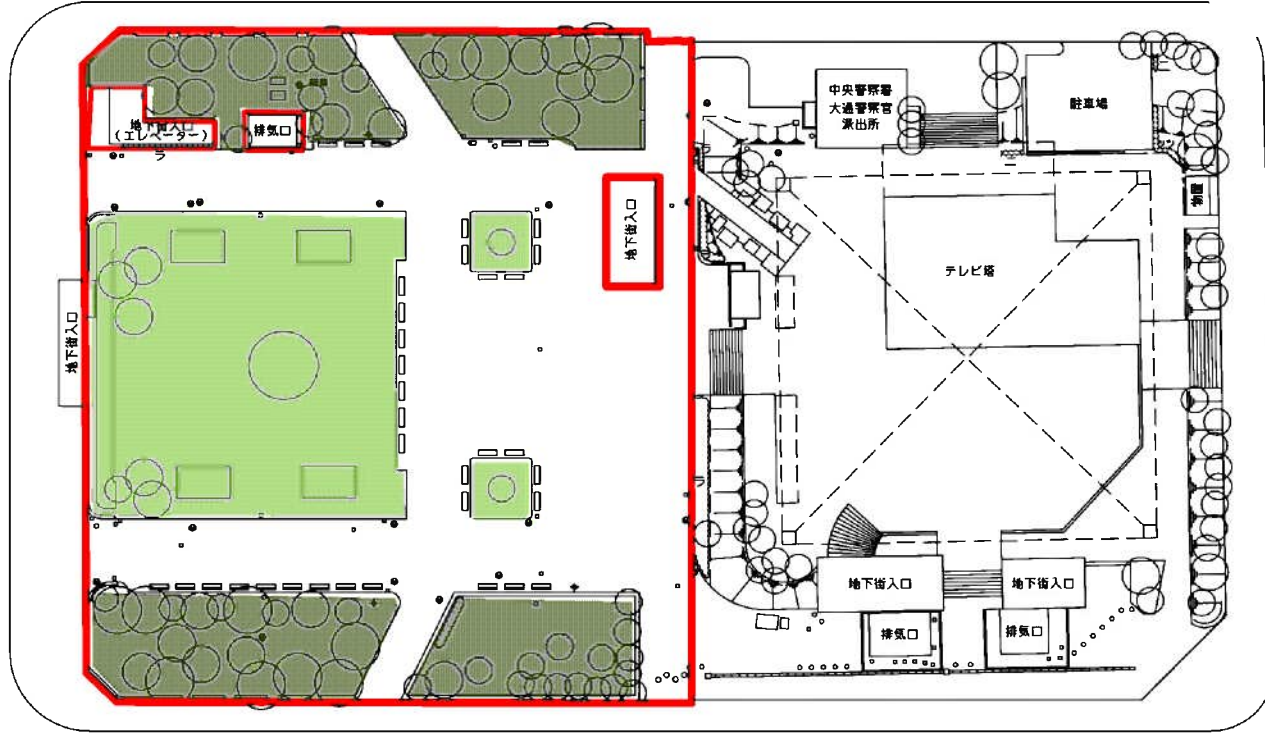 中央警察署
大通警察官
派出所
駐車場
地下街入口
（エレベーター）
排気口
物置
地下街入口
地下街入口
テレビ塔
地下街入口
地下街入口
排気口
排気口